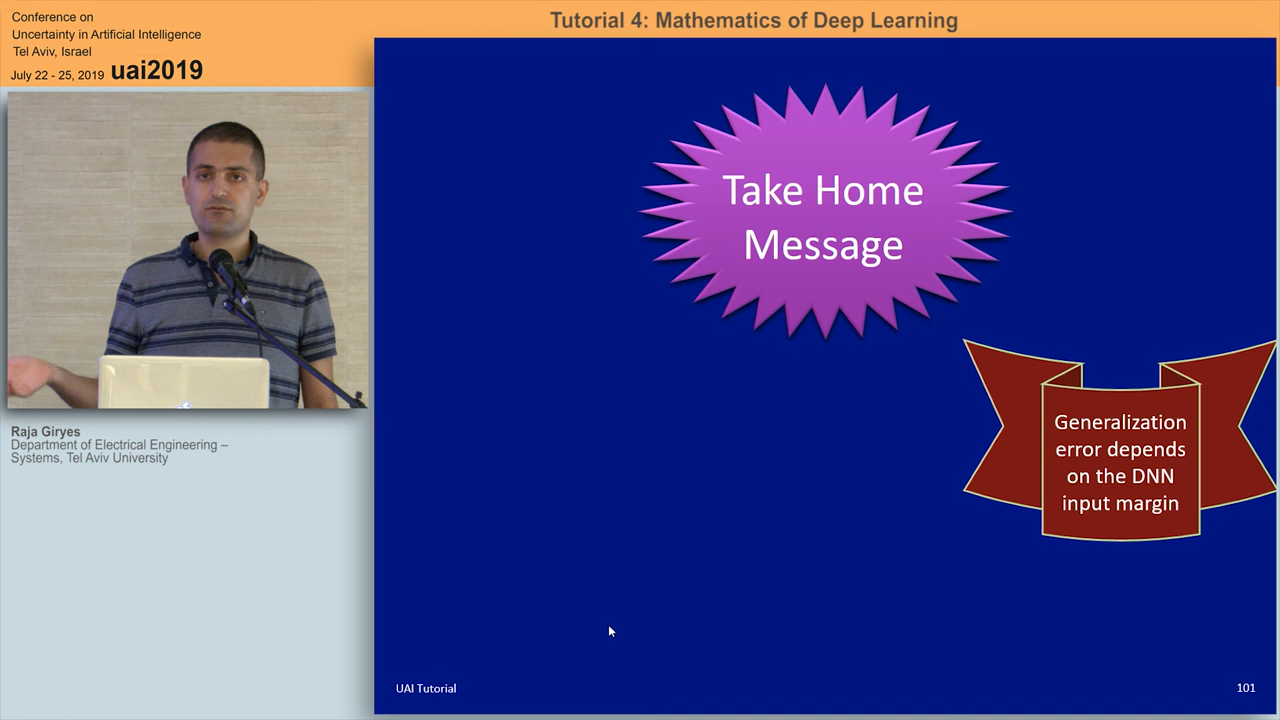 Conference on
Uncertainty in Artificial Intelligence
Tel Aviv, Israel
July 22 - 25, 2019 uai2019
Tutorial 4: Mathematics of Deep Learning
Raja Giryes
Department of Electrical Engineering –
Systems, Tel Aviv University
Take Home
Message
Generalization
error depends
on the DNN
input margin
UAI Tutorial
101